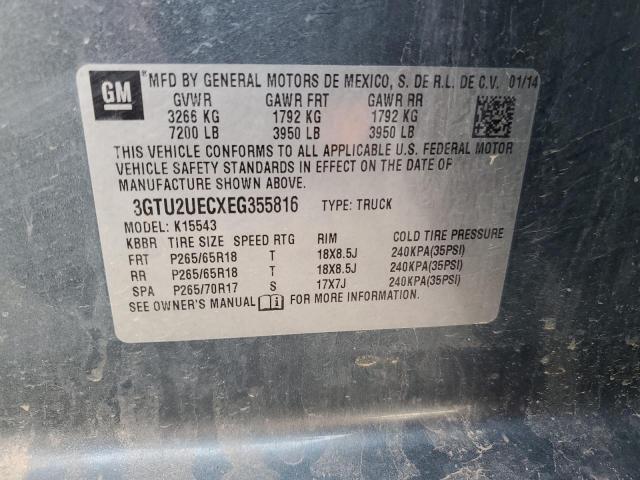 GM ® MFD BY GENERAL MOTORS DE MEXICO, S. DE R.L. DE C.V. 01/14
GVWR GAWR FRT GAWR RR
3266 KG 1792 KG 1792 KG
7200 LB 3950 LB 3950 LB
THIS VEHICLE CONFORMS TO ALL APPLICABLE U.S. FEDERAL MOTOR
VEHICLE SAFETY STANDARDS IN EFFECT ON THE DATE OF
MANUFACTURE SHOWN ABOVE.
3GTU2UECXEG355816 TYPE: TRUCK
MODEL: K15543
KBBR TIRE SIZE SPEED RTG RIM COLD TIRE PRESSURE
FRT P265/65R18 T 18X8.5J 240KPA(35PSI)
RR P265/65R18 T 18X8.5J 240KPA(35PSI)
SPA P265/70R17 S 17X7J 240KPA(35PSI)
SEE OWNER'S MANUAL FOR MORE INFORMATION.